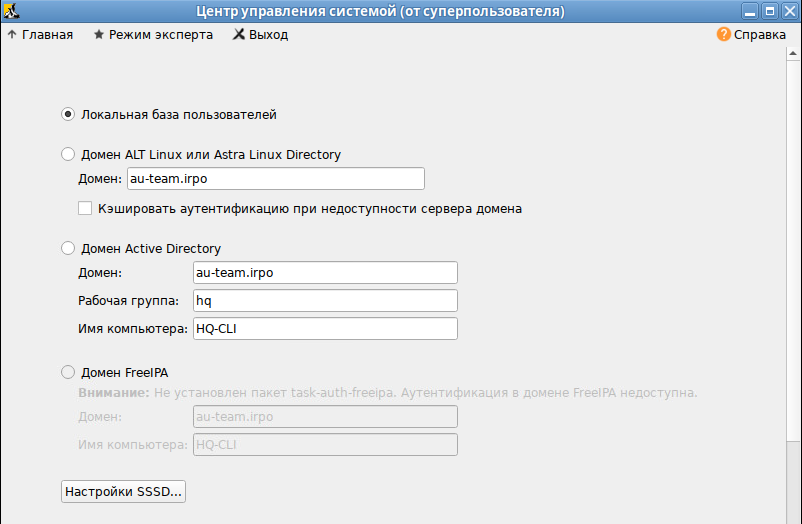 Центр управления системой (от суперпользователя)
Главная Режим эксперта Выход Справка
Локальная база пользователей
Домен ALT Linux или Astra Linux Directory
Домен: au-team.irpo
Кэшировать аутентификацию при недоступности сервера домена
Домен Active Directory
Домен: au-team.irpo
Рабочая группа: hq
Имя компьютера: HQ-CLI
Домен FreeIPA
Внимание: Не установлен пакет task-auth-freeipa. Аутентификация в домене FreeIPA недоступна.
Домен: au-team.irpo
Имя компьютера: HQ-CLI
Настройки SSSD...